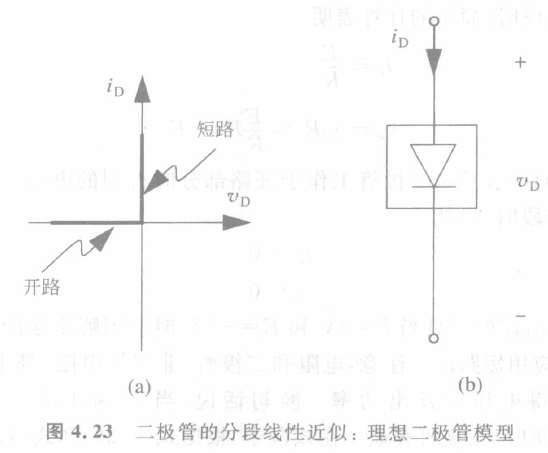 i_D
短路
v_D
开路
(a)
i_D
+
v_D
−
(b)
图 4.23 二极管的分段线性近似：理想二极管模型